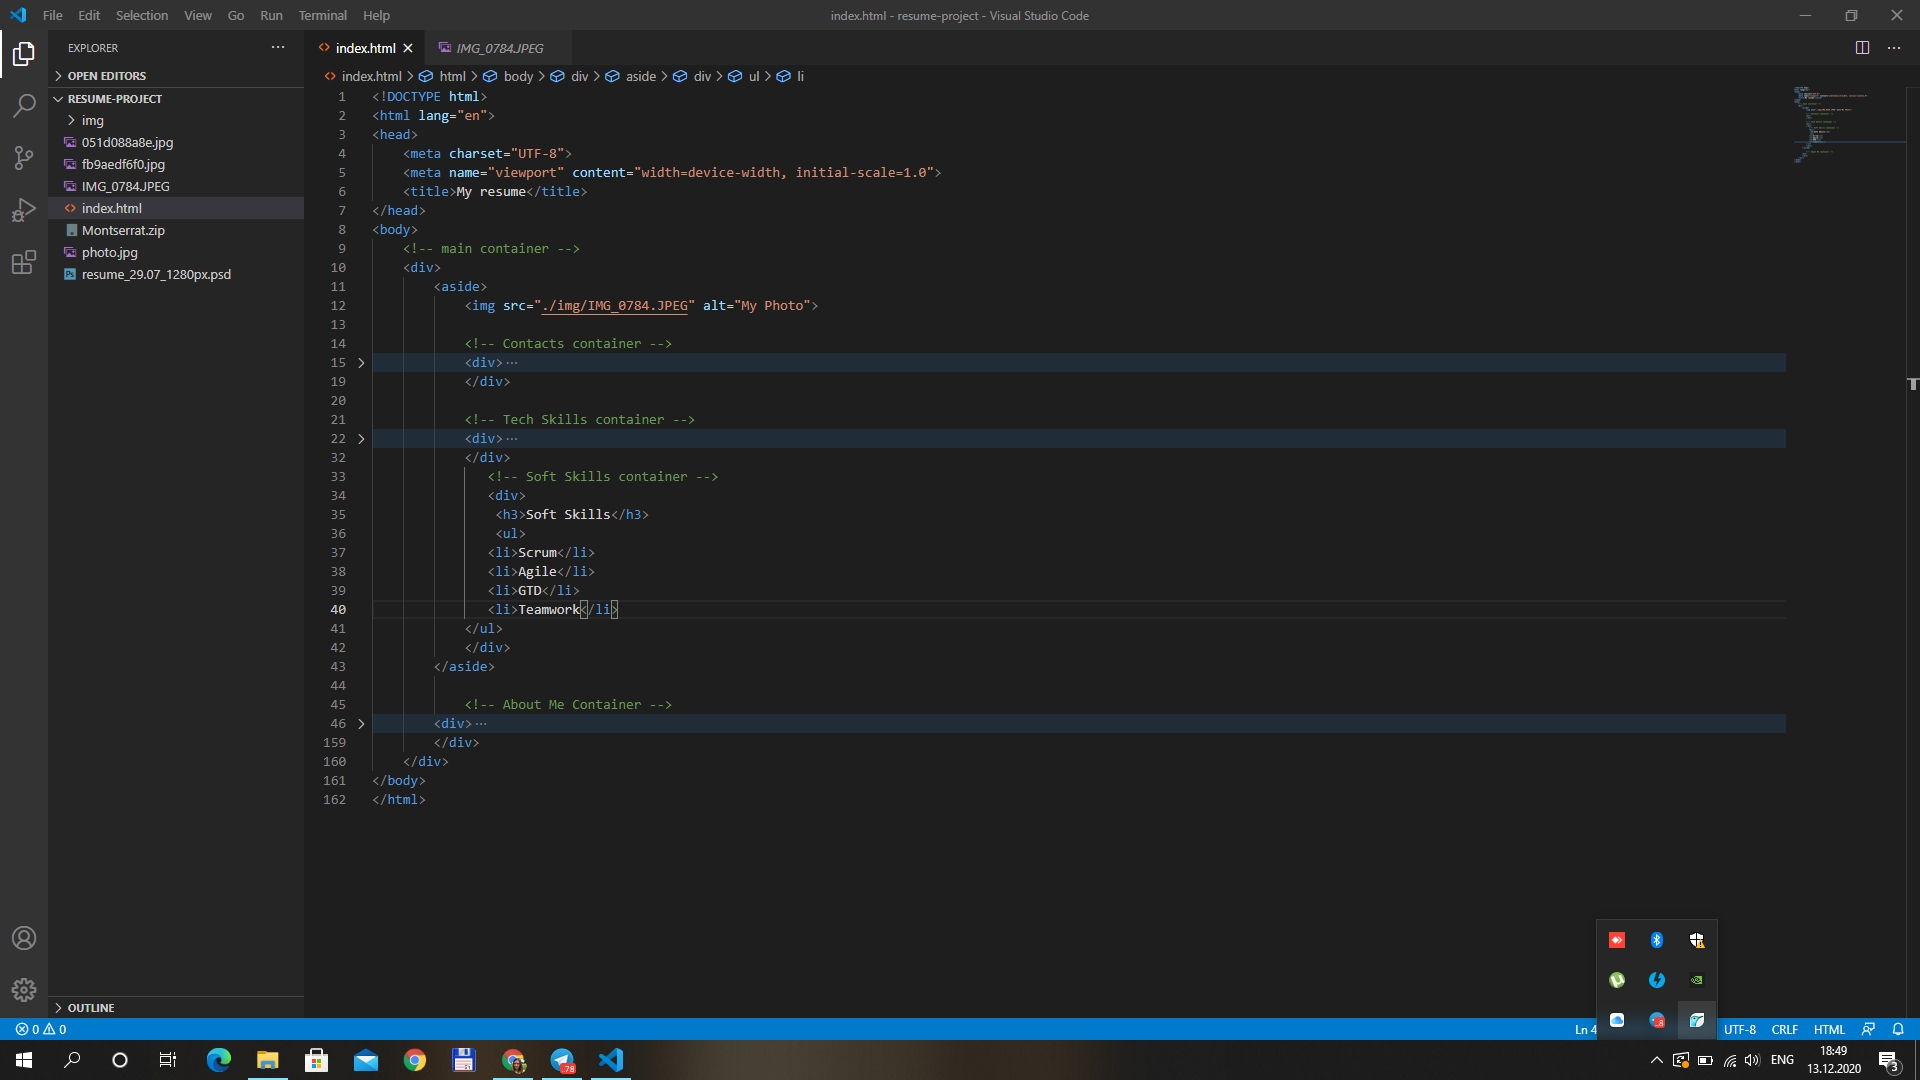 File Edit Selection View Go Run Terminal Help
index.html - resume-project - Visual Studio Code
EXPLORER
OPEN EDITORS
RESUME-PROJECT
img
051d088a8e.jpg
fb9aedf6f0.jpg
IMG_0784.JPEG
index.html
Montserrat.zip
photo.jpg
resume_29.07_1280px.psd
OUTLINE
index.html
IMG_0784.JPEG
index.html > html > body > div > aside > div > ul > li
1 <!DOCTYPE html>
2 <html lang="en">
3 <head>
4 <meta charset="UTF-8">
5 <meta name="viewport" content="width=device-width, initial-scale=1.0">
6 <title>My resume</title>
7 </head>
8 <body>
9 <!-- main container -->
10 <div>
11 <aside>
12 <img src="./img/IMG_0784.JPEG" alt="My Photo">
13
14 <!-- Contacts container -->
15 <div>···
19 </div>
20
21 <!-- Tech Skills container -->
22 <div>···
32 </div>
33 <!-- Soft Skills container -->
34 <div>
35 <h3>Soft Skills</h3>
36 <ul>
37 <li>Scrum</li>
38 <li>Agile</li>
39 <li>GTD</li>
40 <li>Teamwork</li>
41 </ul>
42 </div>
43 </aside>
44
45 <!-- About Me Container -->
46 <div>···
159 </div>
160 </div>
161 </body>
162 </html>
0 0
Ln 4
UTF-8 CRLF HTML
78
ENG
18:49
13.12.2020
3